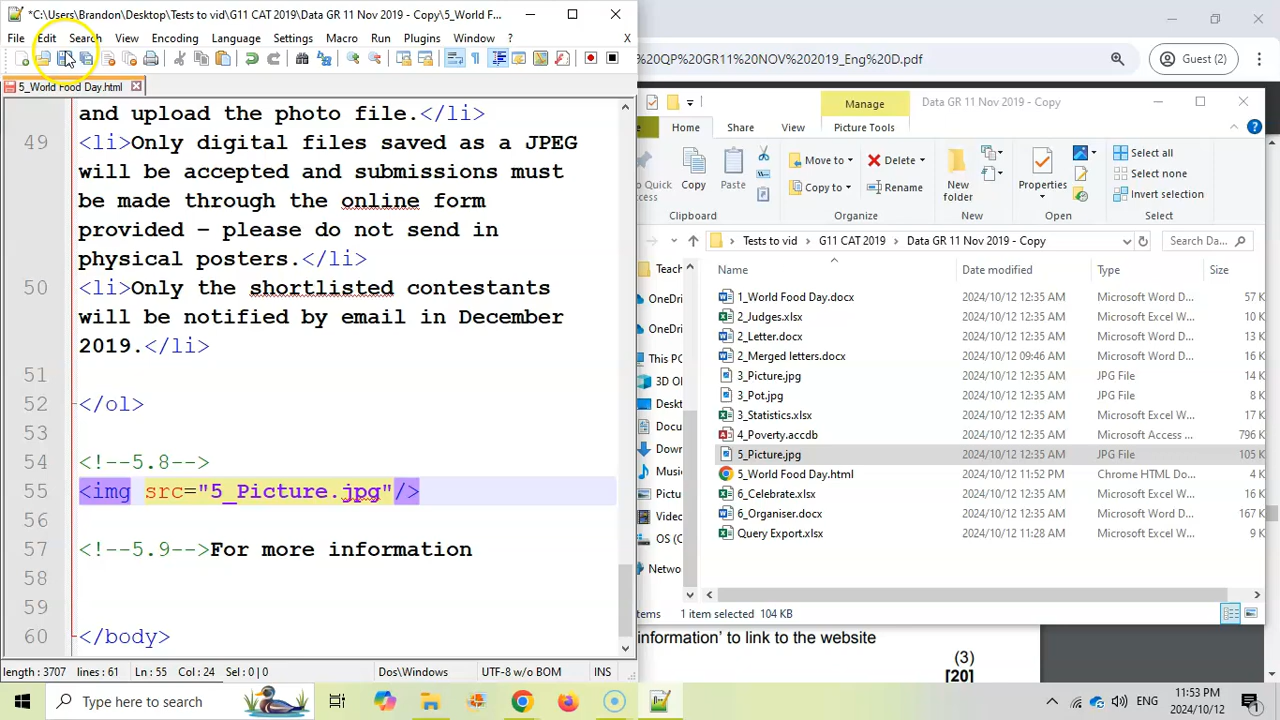 *C:\Users\Brandon\Desktop\Tests to vid\G11 CAT 2019\Data GR 11 Nov 2019 - Copy\5_World F...
File Edit Search View Encoding Language Settings Macro Run Plugins Window ? X
5_World Food Day.html
and upload the photo file.</li>
49 <li>Only digital files saved as a JPEG
will be accepted and submissions must
be made through the online form
provided – please do not send in
physical posters.</li>
50 <li>Only the shortlisted contestants
will be notified by email in December
2019.</li>
51
52 </ol>
53
54 <!--5.8-->
55 <img src="5_Picture.jpg"/>
56
57 <!--5.9-->For more information
58
59
60 </body>
length : 3707 lines : 61 Ln : 55 Col : 24 Sel : 0 | 0 Dos\Windows UTF-8 w/o BOM INS
%20QP%20GR11%20NOV%202019_Eng%20D.pdf
Guest (2)
Manage Data GR 11 Nov 2019 - Copy
Home Share View Picture Tools
Copy Paste Move to Delete New folder Properties Select all
Copy to Rename Select none
Invert selection
Clipboard Organize New Open Select
Tests to vid G11 CAT 2019 Data GR 11 Nov 2019 - Copy Search Da...
Name Date modified Type Size
1_World Food Day.docx 2024/10/12 12:35 AM Microsoft Word D... 57 K
2_Judges.xlsx 2024/10/12 12:35 AM Microsoft Excel W... 10 K
2_Letter.docx 2024/10/12 12:35 AM Microsoft Word D... 13 K
2_Merged letters.docx 2024/10/12 09:46 AM Microsoft Word D... 16 K
3_Picture.jpg 2024/10/12 12:35 AM JPG File 14 K
3_Pot.jpg 2024/10/12 12:35 AM JPG File 8 K
3_Statistics.xlsx 2024/10/12 12:35 AM Microsoft Excel W... 17 K
4_Poverty.accdb 2024/10/12 12:35 AM Microsoft Access ... 796 K
5_Picture.jpg 2024/10/12 12:35 AM JPG File 105 K
5_World Food Day.html 2024/10/12 11:52 PM Chrome HTML Do... 4 K
6_Celebrate.xlsx 2024/10/12 12:35 AM Microsoft Excel W... 15 K
6_Organiser.docx 2024/10/12 12:35 AM Microsoft Word D... 167 K
Query Export.xlsx 2024/10/12 11:28 AM Microsoft Excel W... 9 K
Teach
OneDri
OneDri
This PC
3D O
Deskt
Docu
Down
Music
Pictur
Video
OS (C
Netwo
tems 1 item selected 104 KB
information' to link to the website
(3)
[20]
Type here to search
ENG
11:53 PM
2024/10/12